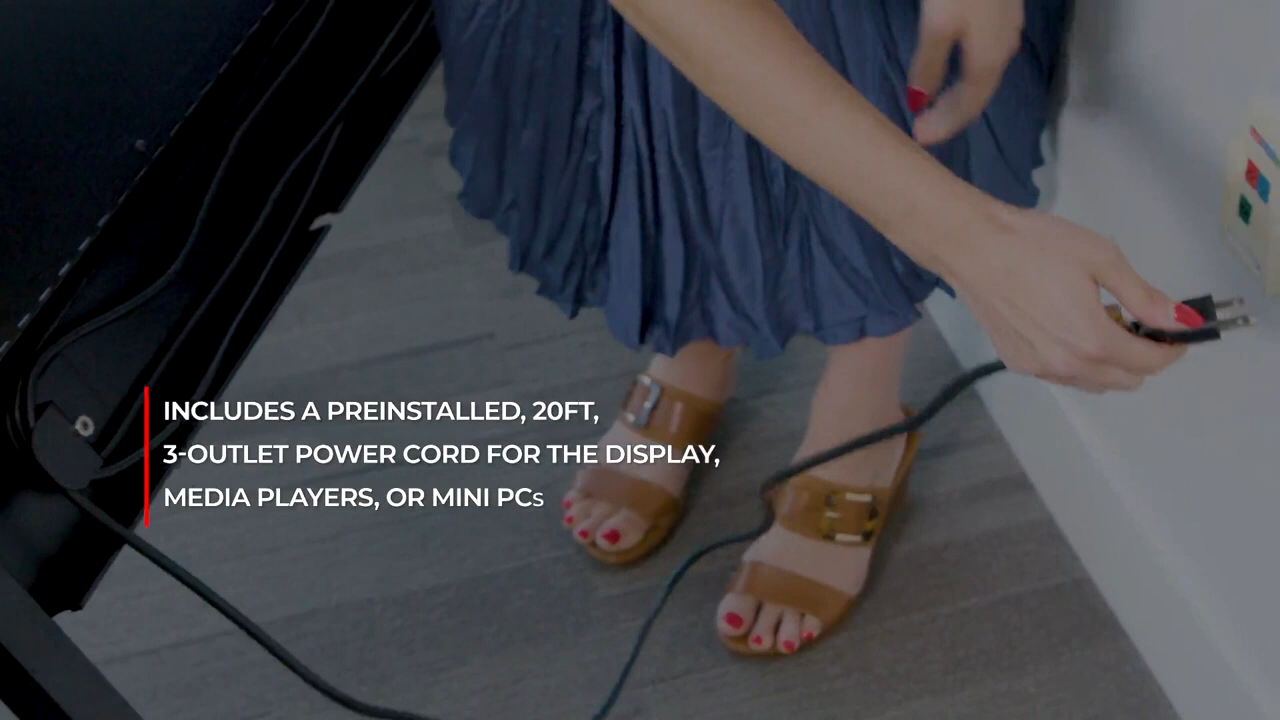 INCLUDES A PREINSTALLED, 20FT,
3-OUTLET POWER CORD FOR THE DISPLAY,
MEDIA PLAYERS, OR MINI PCs